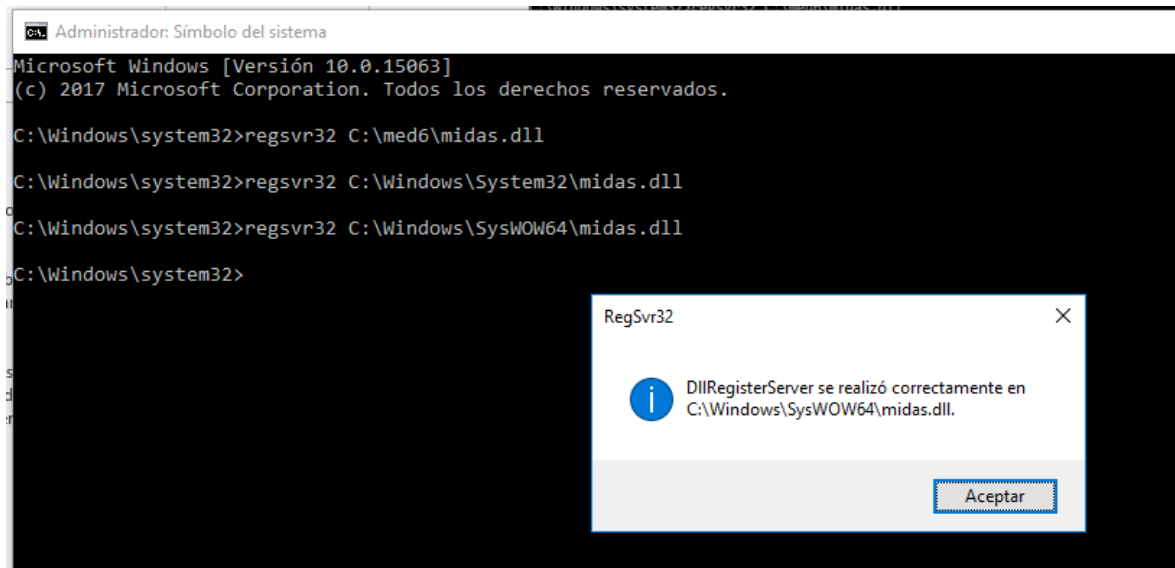 Administrador: Símbolo del sistema
Microsoft Windows [Versión 10.0.15063]
(c) 2017 Microsoft Corporation. Todos los derechos reservados.
C:\Windows\system32>regsvr32 C:\med6\midas.dll
C:\Windows\system32>regsvr32 C:\Windows\System32\midas.dll
C:\Windows\system32>regsvr32 C:\Windows\SysWOW64\midas.dll
C:\Windows\system32>
RegSvr32
DllRegisterServer se realizó correctamente en
C:\Windows\SysWOW64\midas.dll.
Aceptar